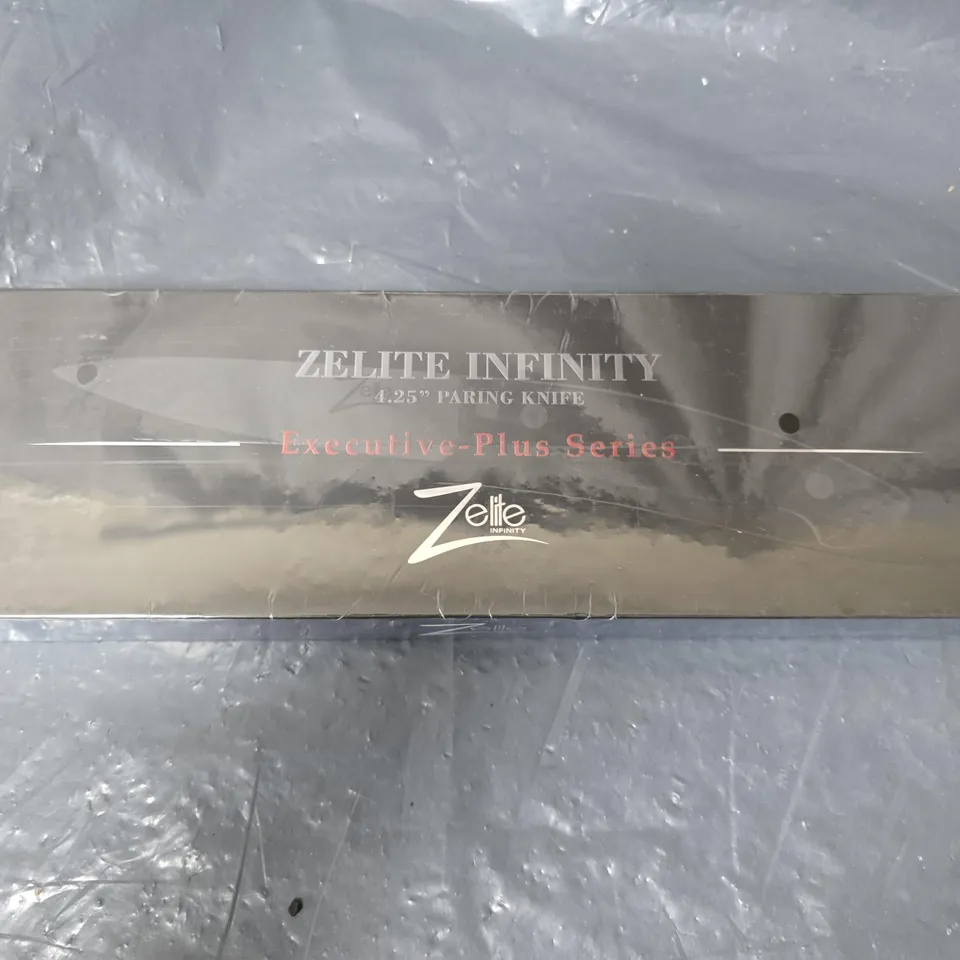 ZELITE INFINITY
4.25” PARING KNIFE
Executive-Plus Series
Zelite
INFINITY